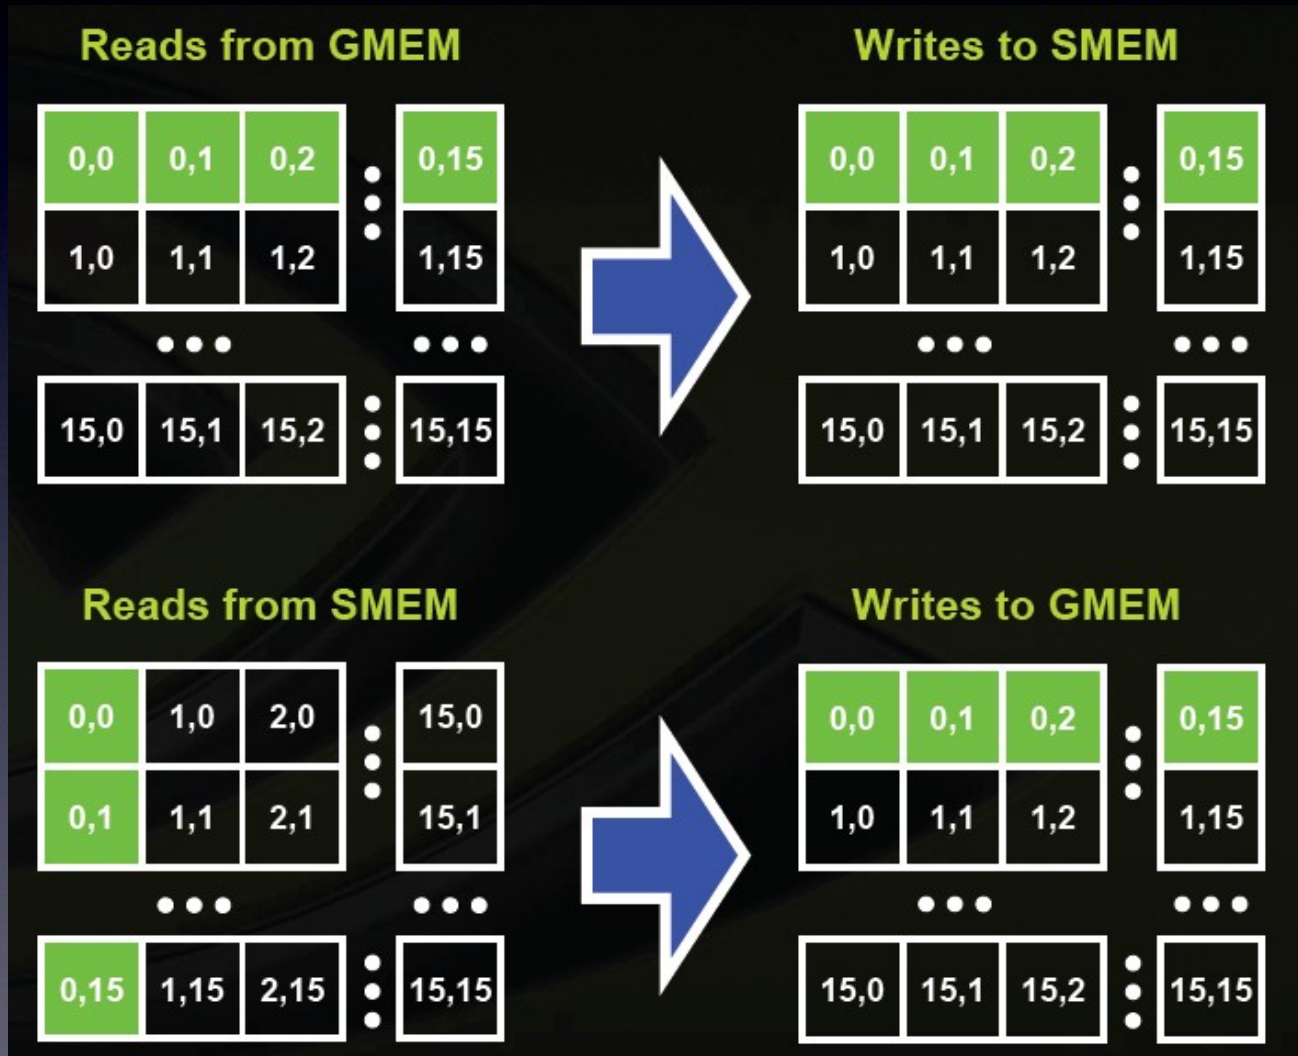 Reads from GMEM
Writes to SMEM
0,0 0,1 0,2 0,15
1,0 1,1 1,2 1,15
15,0 15,1 15,2 15,15
0,0 0,1 0,2 0,15
1,0 1,1 1,2 1,15
15,0 15,1 15,2 15,15
Reads from SMEM
Writes to GMEM
0,0 1,0 2,0 15,0
0,1 1,1 2,1 15,1
0,15 1,15 2,15 15,15
0,0 0,1 0,2 0,15
1,0 1,1 1,2 1,15
15,0 15,1 15,2 15,15